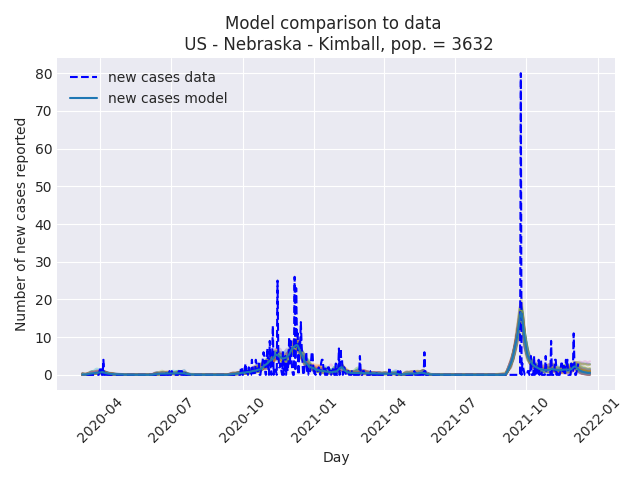 Model comparison to data
US - Nebraska - Kimball, pop. = 3632
new cases data
new cases model
Number of new cases reported
80
70
60
50
40
30
20
10
0
2020-04
2020-07
2020-10
2021-01
2021-04
2021-07
2021-10
2022-01
Day